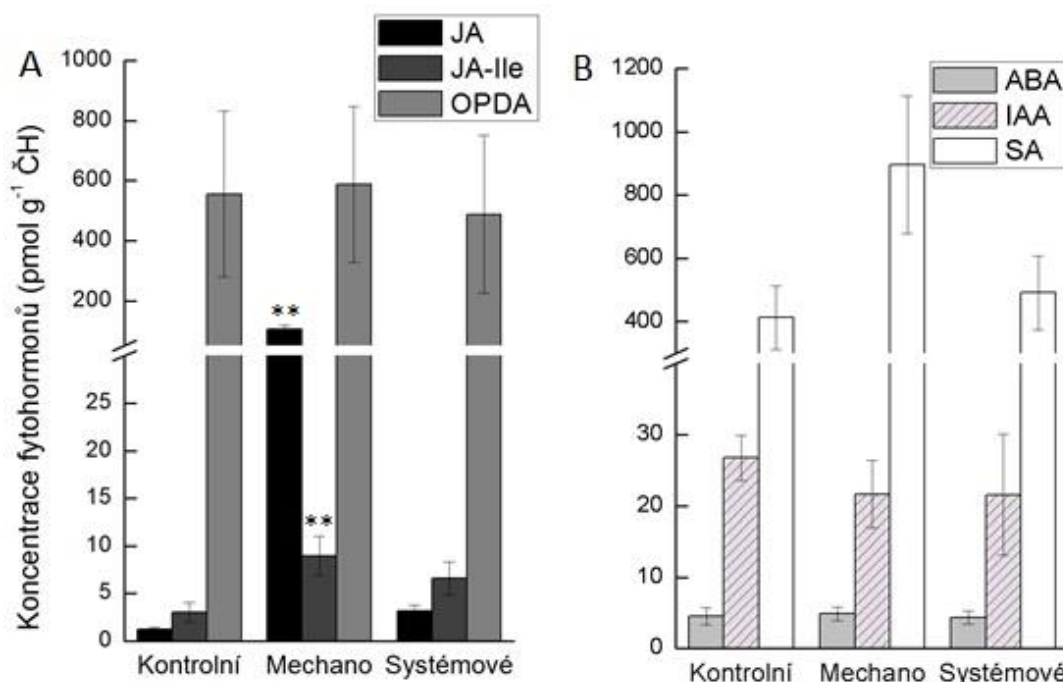 A
JA
JA-Ile
OPDA
Koncentrace fytohormonů (pmol g⁻¹ ČH)
1000
800
600
400
200
25
20
15
10
5
0
**
**
Kontrolní Mechano Systémové
B
ABA
IAA
SA
1200
1000
800
600
400
30
20
10
0
Kontrolní Mechano Systémové